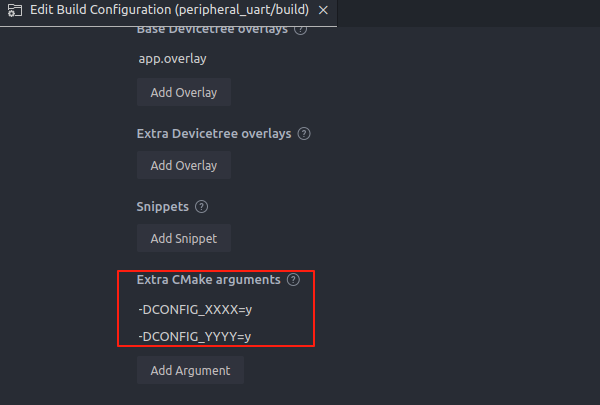 Edit Build Configuration (peripheral_uart/build)
Base Devicetree overlays
app.overlay
Add Overlay
Extra Devicetree overlays
Add Overlay
Snippets
Add Snippet
Extra CMake arguments
-DCONFIG_XXXX=y
-DCONFIG_YYYY=y
Add Argument